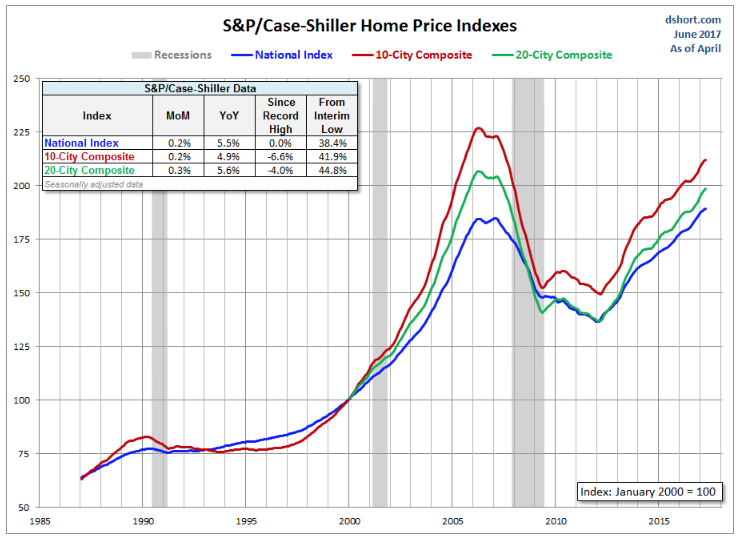 S&P/Case-Shiller Home Price Indexes
dshort.com
June 2017
As of April
Recessions National Index 10-City Composite 20-City Composite
S&P/Case-Shiller Data
Index MoM YoY Since Record High From Interim Low
National Index 0.2% 5.5% 0.0% 38.4%
10-City Composite 0.2% 4.9% -6.6% 41.9%
20-City Composite 0.3% 5.6% -4.0% 44.8%
Seasonally adjusted data
250
225
200
175
150
125
100
75
50
Index: January 2000 = 100
1985 1990 1995 2000 2005 2010 2015